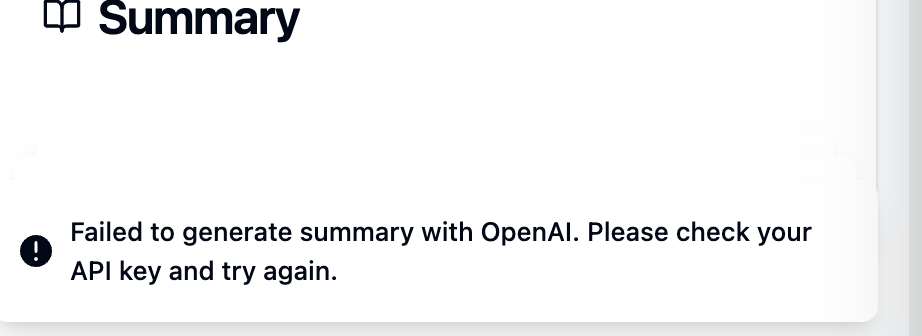 Summary
Failed to generate summary with OpenAI. Please check your
API key and try again.